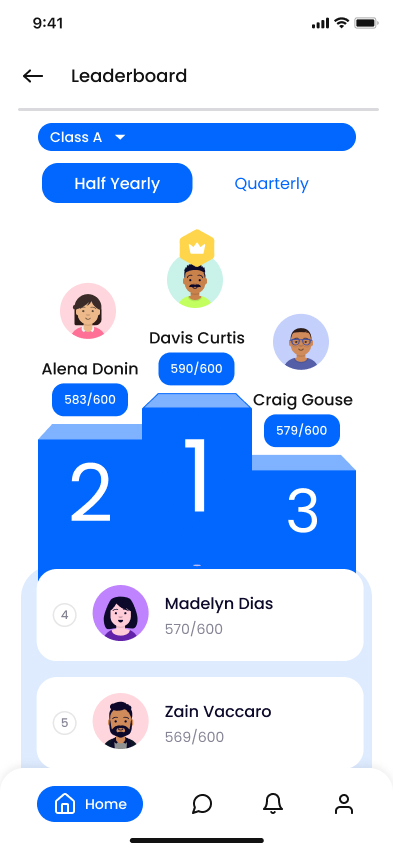 9:41
Leaderboard
Class A
Half Yearly
Quarterly
Davis Curtis
590/600
Alena Donin
583/600
Craig Gouse
579/600
1
2
3
4
Madelyn Dias
570/600
5
Zain Vaccaro
569/600
Home